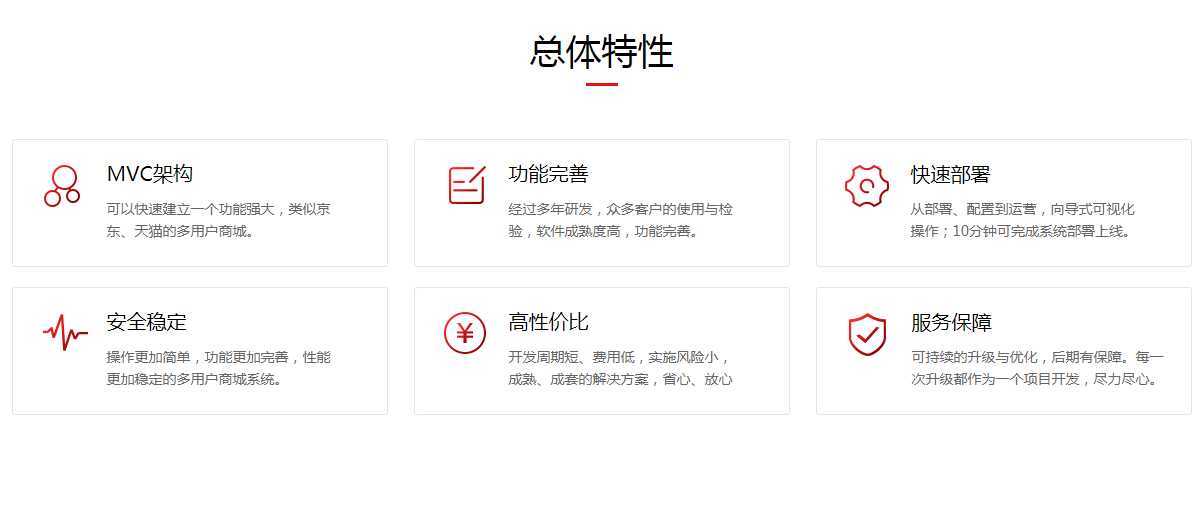 总体特性
MVC架构
可以快速建立一个功能强大，类似京
东、天猫的多用户商城。
功能完善
经过多年研发，众多客户的使用与检
验，软件成熟度高，功能完善。
快速部署
从部署、配置到运营，向导式可视化
操作；10分钟可完成系统部署上线。
安全稳定
操作更加简单，功能更加完善，性能
更加稳定的多用户商城系统。
高性价比
开发周期短、费用低，实施风险小，
成熟、成套的解决方案，省心、放心
服务保障
可持续的升级与优化，后期有保障。每一
次升级都作为一个项目开发，尽力尽心。